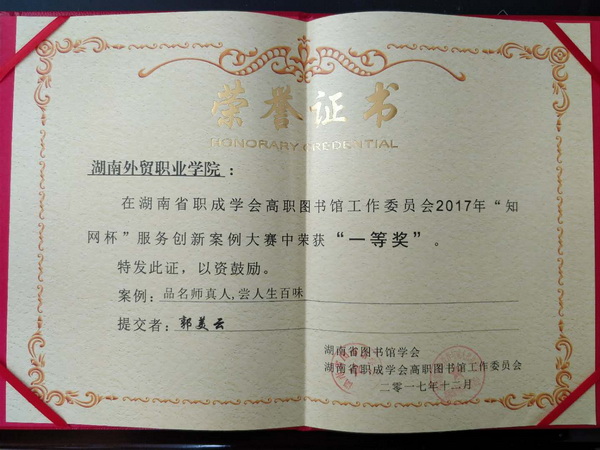 荣誉证书
HONORARY CREDENTIAL
湖南外贸职业学院：
在湖南省职成学会高职图书馆工作委员会2017年“知
网杯”服务创新案例大赛中荣获“一等奖”。
特发此证，以资鼓励。
案例：品名师真人，尝人生百味
提交者：郭美云
湖南省图书馆学会
湖南省职成学会高职图书馆工作委员会
二零一七年十二月